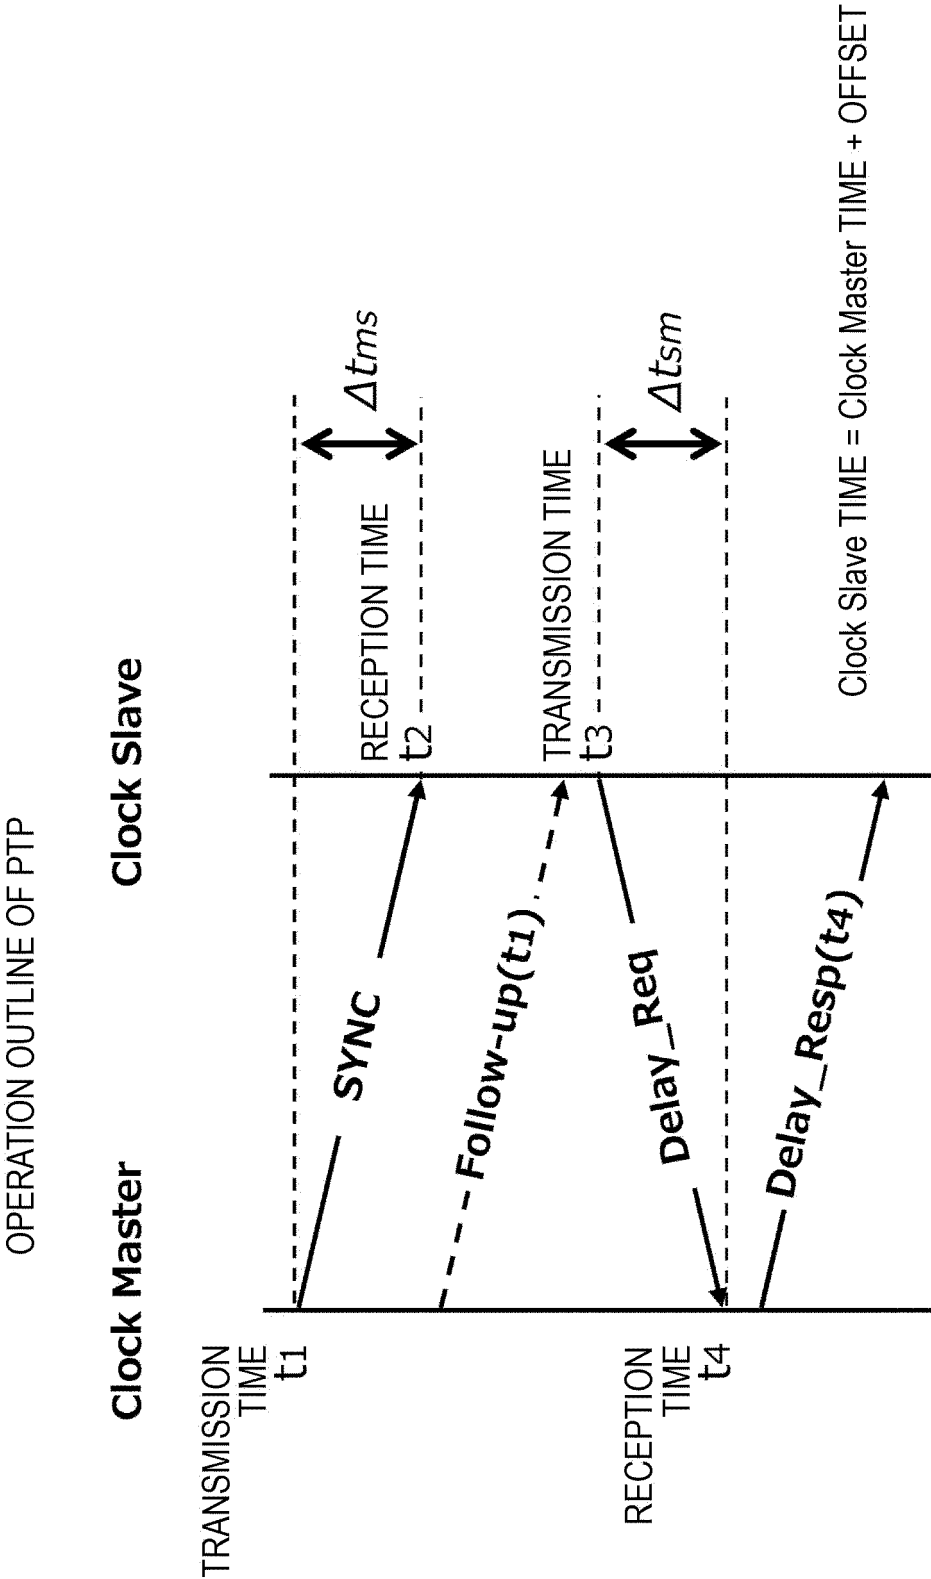 OPERATION OUTLINE OF PTP
Clock Master
Clock Slave
TRANSMISSION
TIME
t1
Δtms
SYNC
RECEPTION TIME
t2
Follow-up(t1)
TRANSMISSION TIME
t3
Delay_Req
Δtsm
RECEPTION
TIME
t4
Delay_Resp(t4)
Clock Slave TIME = Clock Master TIME + OFFSET